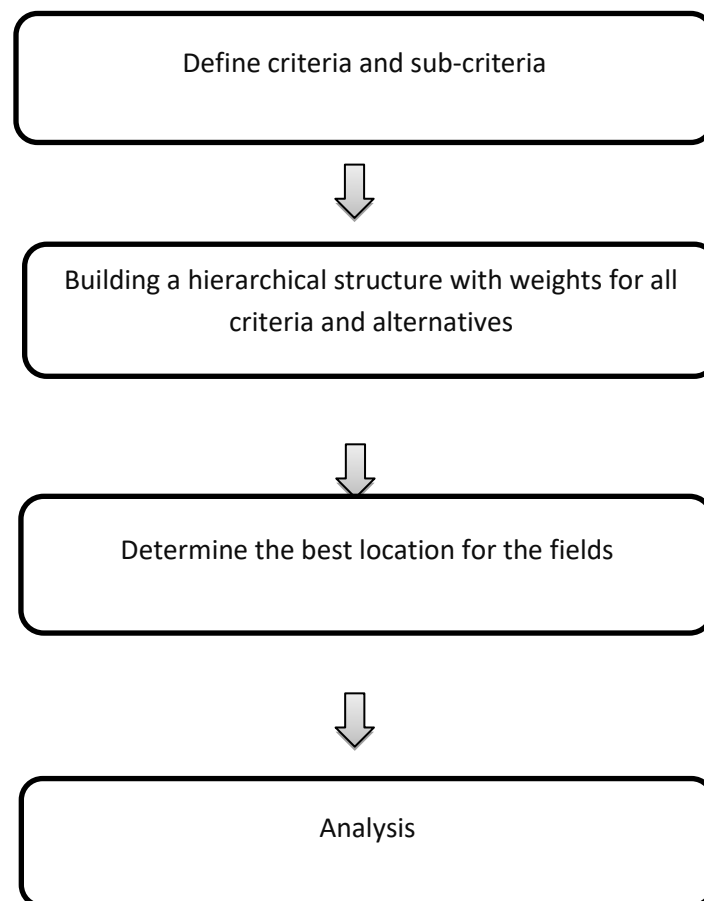 Define criteria and sub-criteria
Building a hierarchical structure with weights for all
criteria and alternatives
Determine the best location for the fields
Analysis